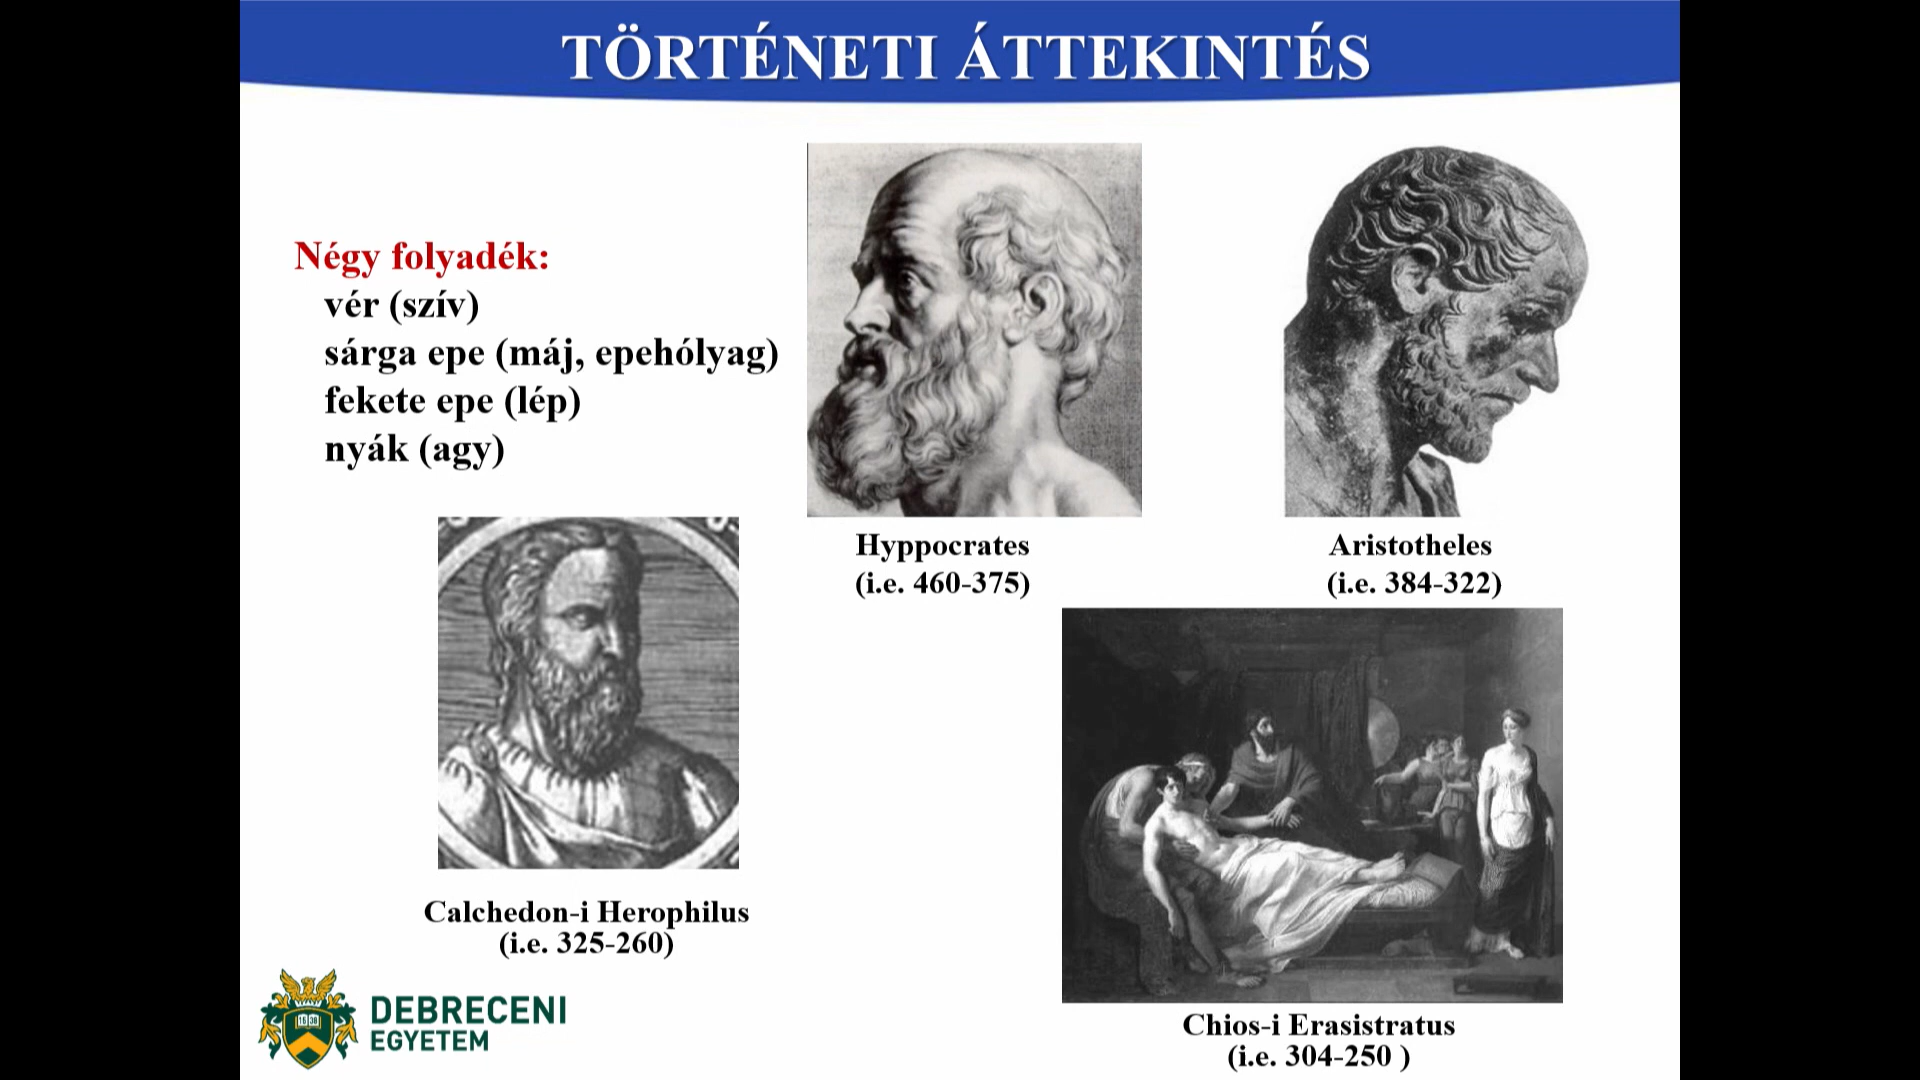 TÖRTÉNETI ÁTTEKINTÉS
Négy folyadék:
vér (szív)
sárga epe (máj, epehólyag)
fekete epe (lép)
nyák (agy)
Hyppocrates
(i.e. 460-375)
Aristotheles
(i.e. 384-322)
Calchedon-i Herophilus
(i.e. 325-260)
Chios-i Erasistratus
(i.e. 304-250 )
DEBRECENI
EGYETEM